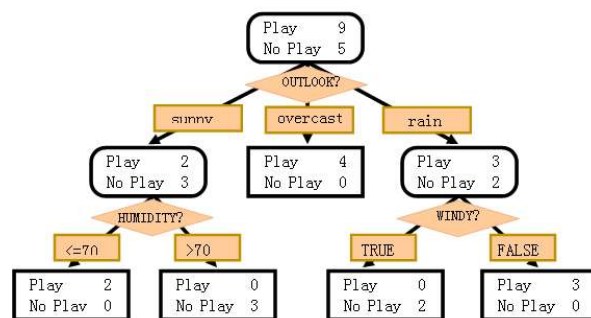 Play 9
No Play 5
OUTLOOK?
sunny
overcast
rain
Play 2
No Play 3
Play 4
No Play 0
Play 3
No Play 2
HUMIDITY?
WINDY?
<=70
>70
TRUE
FALSE
Play 2
No Play 0
Play 0
No Play 3
Play 0
No Play 2
Play 3
No Play 0